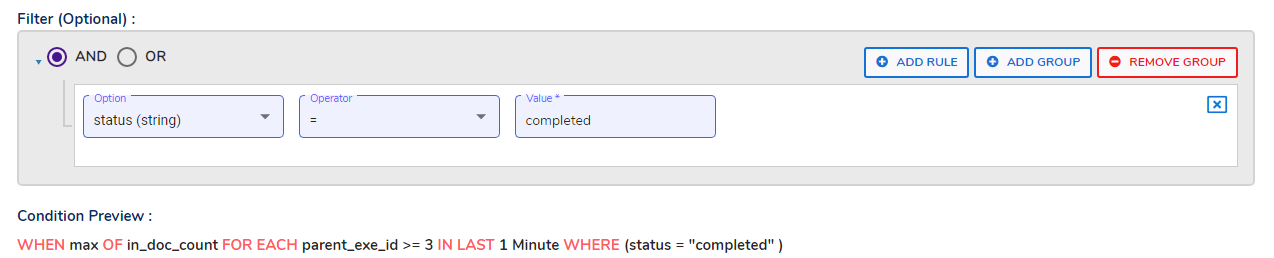 Filter (Optional) :
AND OR ADD RULE ADD GROUP REMOVE GROUP
Option Operator Value *
status (string) = completed
Condition Preview :
WHEN max OF in_doc_count FOR EACH parent_exe_id >= 3 IN LAST 1 Minute WHERE (status = "completed" )